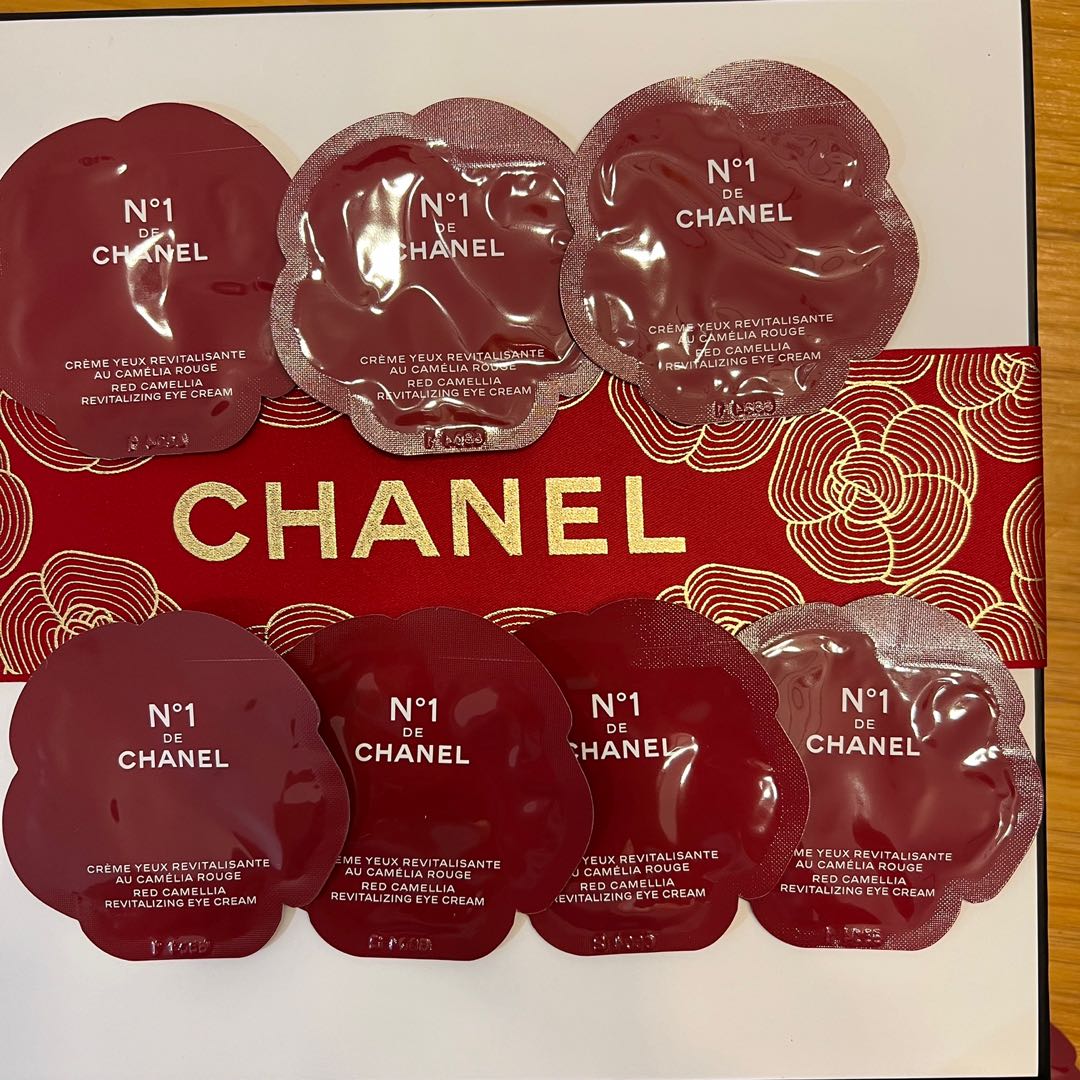 N°1
DE
CHANEL
CRÈME YEUX REVITALISANTE
AU CAMÉLIA ROUGE
RED CAMELLIA
REVITALIZING EYE CREAM
N°1
DE
CHANEL
CRÈME YEUX REVITALISANTE
AU CAMÉLIA ROUGE
RED CAMELLIA
REVITALIZING EYE CREAM
N°1
DE
CHANEL
CRÈME YEUX REVITALISANTE
AU CAMÉLIA ROUGE
RED CAMELLIA
REVITALIZING EYE CREAM
CHANEL
N°1
DE
CHANEL
CRÈME YEUX REVITALISANTE
AU CAMÉLIA ROUGE
RED CAMELLIA
REVITALIZING EYE CREAM
N°1
DE
CHANEL
ÈME YEUX REVITALISANTE
AU CAMÉLIA ROUGE
RED CAMELLIA
REVITALIZING EYE CREAM
N°1
DE
CHANEL
YEUX REVITALISANTE
CAMÉLIA ROUGE
RED CAMELLIA
REVITALIZING EYE CREAM
N°1
DE
CHANEL
ME YEUX REVITALISANTE
AU CAMÉLIA ROUGE
RED CAMELLIA
REVITALIZING EYE CREAM